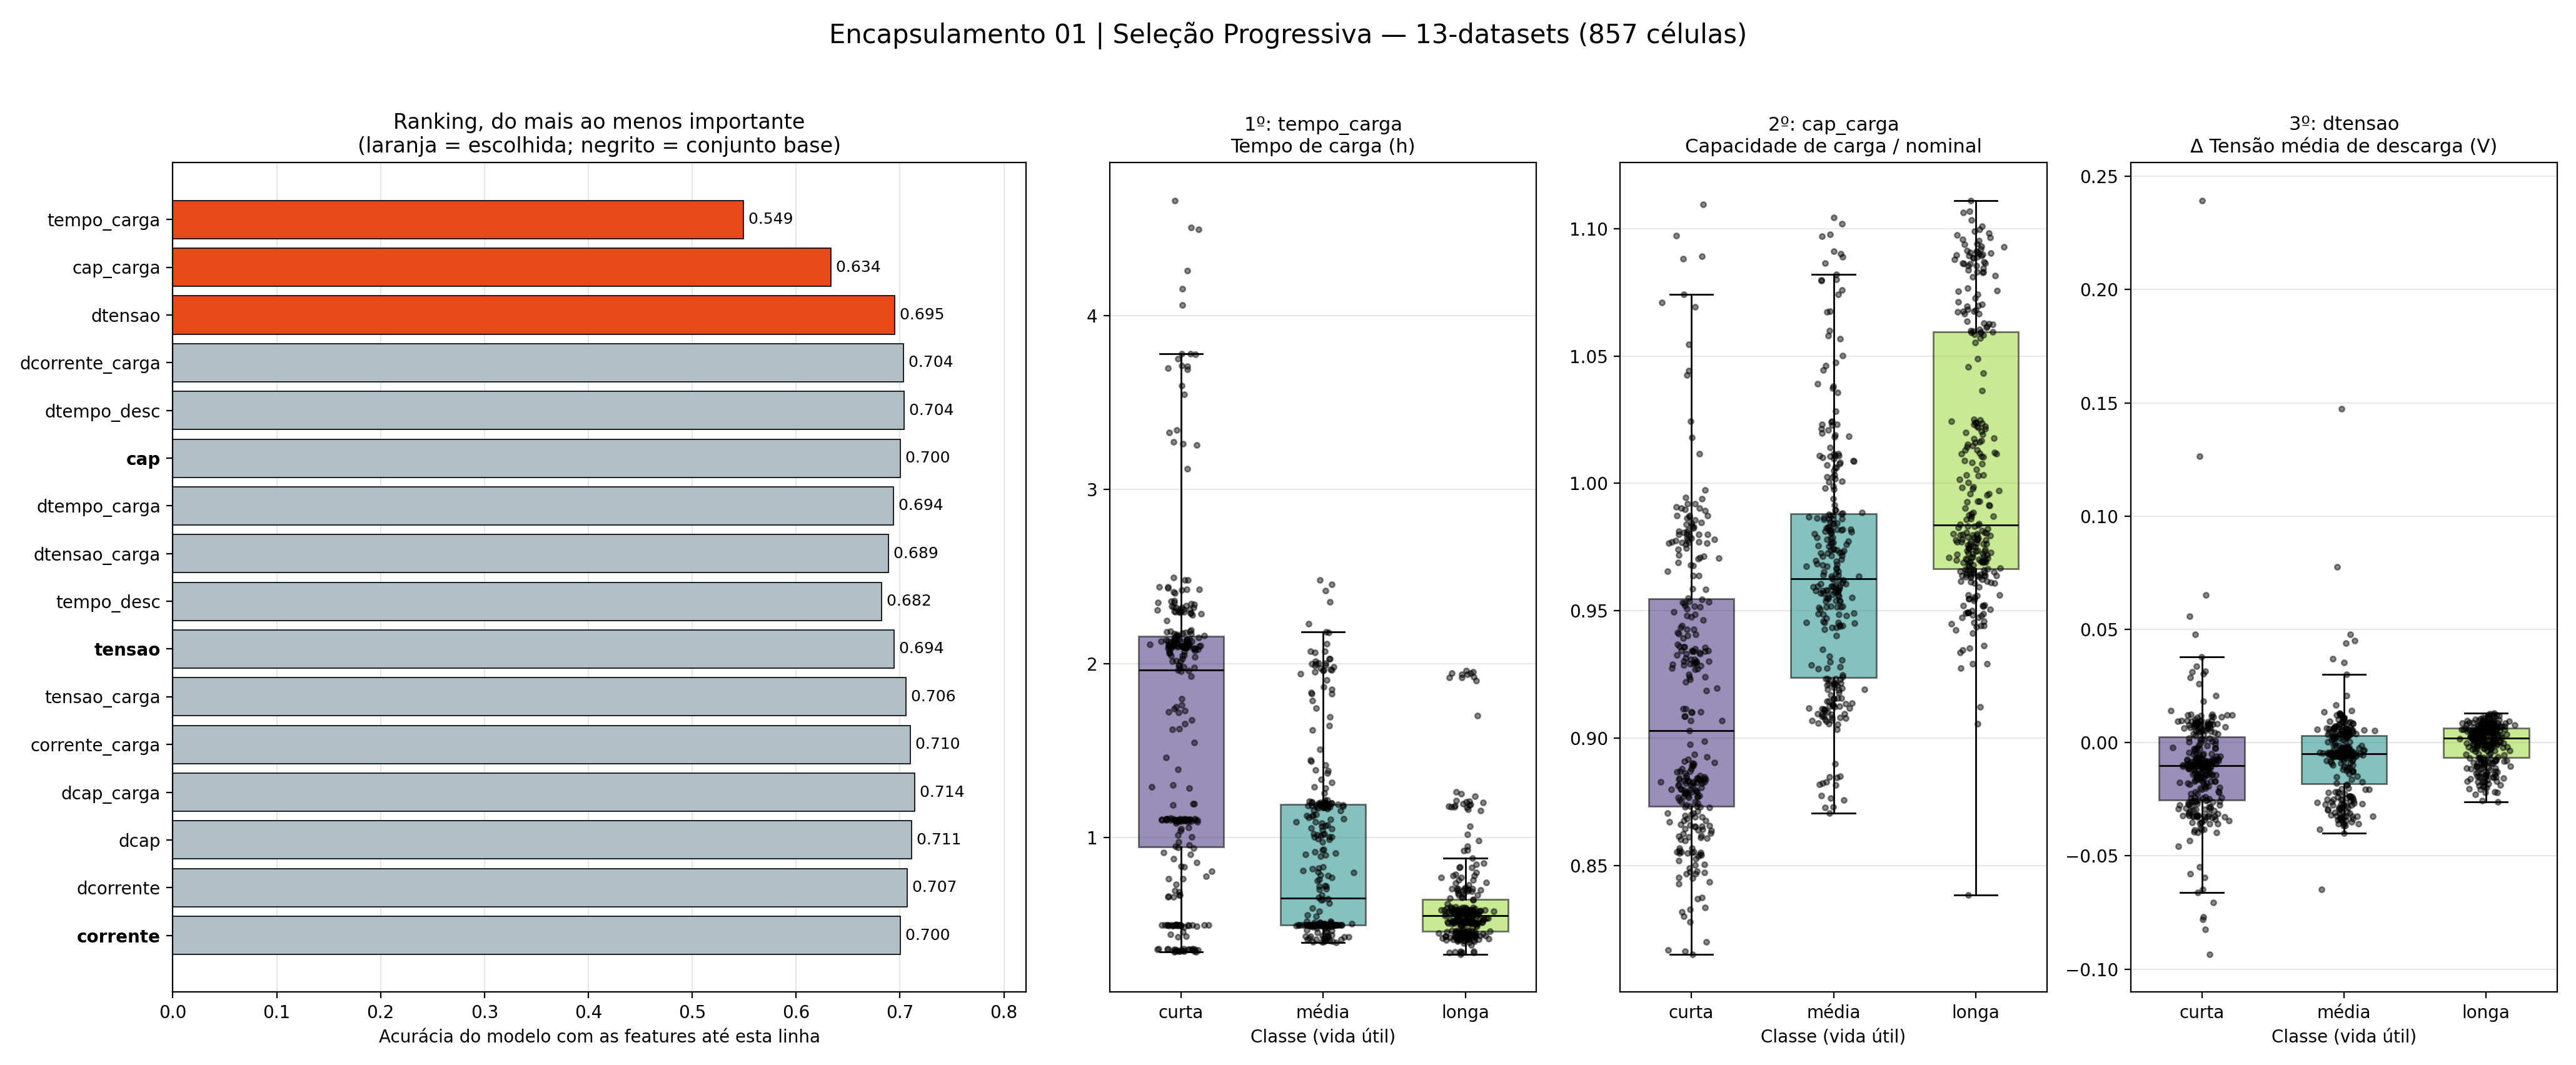 Encapsulamento 01 | Seleção Progressiva — 13-datasets (857 células)
Ranking, do mais ao menos importante
(laranja = escolhida; negrito = conjunto base)
tempo_carga
0.549
cap_carga
0.634
dtensao
0.695
dcorrente_carga
0.704
dtempo_desc
0.704
cap
0.700
dtempo_carga
0.694
dtensao_carga
0.689
tempo_desc
0.682
tensao
0.694
tensao_carga
0.706
corrente_carga
0.710
dcap_carga
0.714
dcap
0.711
dcorrente
0.707
corrente
0.700
0.0 0.1 0.2 0.3 0.4 0.5 0.6 0.7 0.8
Acurácia do modelo com as features até esta linha
1º: tempo_carga
Tempo de carga (h)
4
3
2
1
curta média longa
Classe (vida útil)
2º: cap_carga
Capacidade de carga / nominal
1.10
1.05
1.00
0.95
0.90
0.85
curta média longa
Classe (vida útil)
3º: dtensao
Δ Tensão média de descarga (V)
0.25
0.20
0.15
0.10
0.05
0.00
−0.05
−0.10
curta média longa
Classe (vida útil)